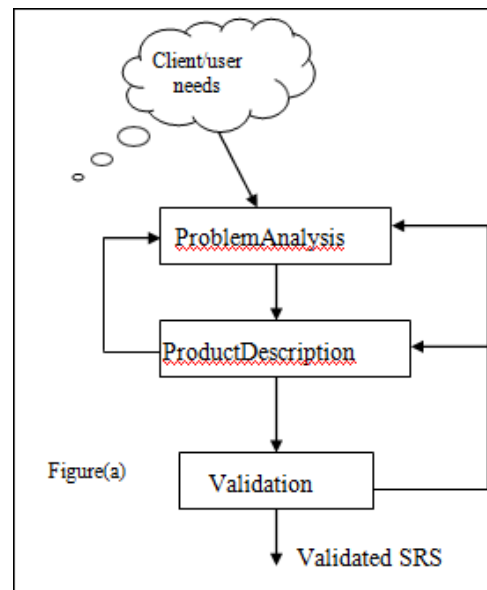 Client/user
needs
ProblemAnalysis
ProductDescription
Figure(a)
Validation
Validated SRS